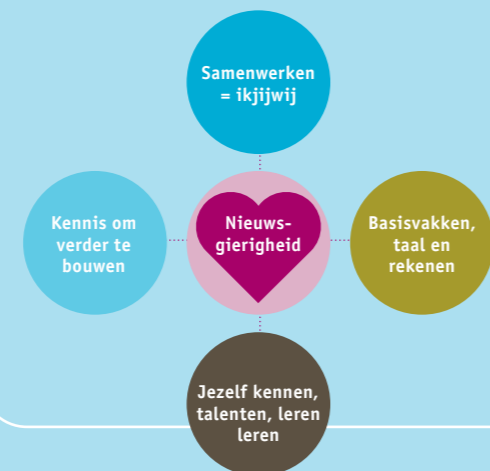 Samenwerken
= ikjijwij
Kennis om
verder te
bouwen
Nieuws-
gierigheid
Basisvakken,
taal en
rekenen
Jezelf kennen,
talenten, leren
leren